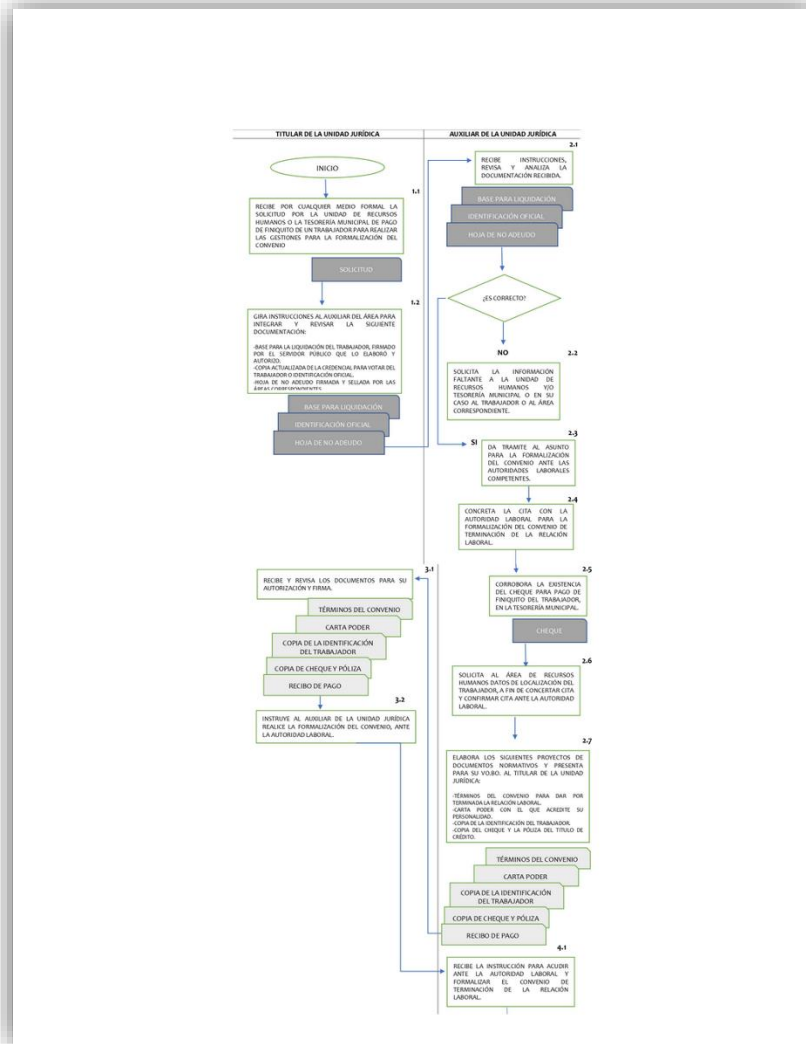 TITULAR DE LA UNIDAD JURÍDICA
AUXILIAR DE LA UNIDAD JURÍDICA
INICIO
1.1
RECIBE POR CUALQUIER MEDIO FORMAL LA
SOLICITUD POR LA UNIDAD DE RECURSOS
HUMANOS O LA TESORERÍA MUNICIPAL DE PAGO
DE FINIQUITO DE UN TRABAJADOR PARA REALIZAR
LAS GESTIONES PARA LA FORMALIZACIÓN DEL
CONVENIO
SOLICITUD
1.2
GIRA INSTRUCCIONES AL AUXILIAR DEL ÁREA PARA
INTEGRAR Y REVISAR LA SIGUIENTE
DOCUMENTACIÓN:
-BASE PARA LA LIQUIDACIÓN DEL TRABAJADOR, FIRMADO
POR EL SERVIDOR PÚBLICO QUE LO ELABORÓ Y
AUTORIZO.
-COPIA ACTUALIZADA DE LA CREDENCIAL PARA VOTAR DEL
TRABAJADOR O IDENTIFICACIÓN OFICIAL.
-HOJA DE NO ADEUDO FIRMADA Y SELLADA POR LAS
ÁREAS CORRESPONDIENTES
BASE PARA LIQUIDACIÓN
IDENTIFICACIÓN OFICIAL
HOJA DE NO ADEUDO
2.1
RECIBE INSTRUCCIONES,
REVISA Y ANALIZA LA
DOCUMENTACIÓN RECIBIDA.
BASE PARA LIQUIDACIÓN
IDENTIFICACIÓN OFICIAL
HOJA DE NO ADEUDO
¿ES CORRECTO?
NO
2.2
SOLICITA LA INFORMACIÓN
FALTANTE A LA UNIDAD DE
RECURSOS HUMANOS Y/O
TESORERÍA MUNICIPAL O EN SU
CASO AL TRABAJADOR O AL ÁREA
CORRESPONDIENTE.
2.3
SI
DA TRAMITE AL ASUNTO
PARA LA FORMALIZACIÓN
DEL CONVENIO ANTE LAS
AUTORIDADES LABORALES
COMPETENTES.
2.4
CONCRETA LA CITA CON LA
AUTORIDAD LABORAL PARA LA
FORMALIZACIÓN DEL CONVENIO DE
TERMINACIÓN DE LA RELACIÓN
LABORAL.
2.5
CORROBORA LA EXISTENCIA
DEL CHEQUE PARA PAGO DE
FINIQUITO DEL TRABAJADOR,
EN LA TESORERÍA MUNICIPAL.
CHEQUE
2.6
SOLICITA AL ÁREA DE RECURSOS
HUMANOS DATOS DE LOCALIZACIÓN DEL
TRABAJADOR, A FIN DE CONCERTAR CITA
Y CONFIRMAR CITA ANTE LA AUTORIDAD
LABORAL.
2.7
ELABORA LOS SIGUIENTES PROYECTOS DE
DOCUMENTOS NORMATIVOS Y PRESENTA
PARA SU VO.BO. AL TITULAR DE LA UNIDAD
JURÍDICA:
-TÉRMINOS DEL CONVENIO PARA DAR POR
TERMINADA LA RELACIÓN LABORAL.
-CARTA PODER CON EL QUE ACREDITE SU
PERSONALIDAD.
-COPIA DE LA IDENTIFICACIÓN DEL TRABAJADOR.
-COPIA DEL CHEQUE Y LA PÓLIZA DEL TITULO DE
CRÉDITO.
TÉRMINOS DEL CONVENIO
CARTA PODER
COPIA DE LA IDENTIFICACIÓN
DEL TRABAJADOR
COPIA DE CHEQUE Y PÓLIZA
RECIBO DE PAGO
3.1
RECIBE Y REVISA LOS DOCUMENTOS PARA SU
AUTORIZACIÓN Y FIRMA.
TÉRMINOS DEL CONVENIO
CARTA PODER
COPIA DE LA IDENTIFICACIÓN
DEL TRABAJADOR
COPIA DE CHEQUE Y PÓLIZA
RECIBO DE PAGO
3.2
INSTRUYE AL AUXILIAR DE LA UNIDAD JURÍDICA
REALICE LA FORMALIZACIÓN DEL CONVENIO, ANTE
LA AUTORIDAD LABORAL.
4.1
RECIBE LA INSTRUCCIÓN PARA ACUDIR
ANTE LA AUTORIDAD LABORAL Y
FORMALIZAR EL CONVENIO DE
TERMINACIÓN DE LA RELACIÓN
LABORAL.